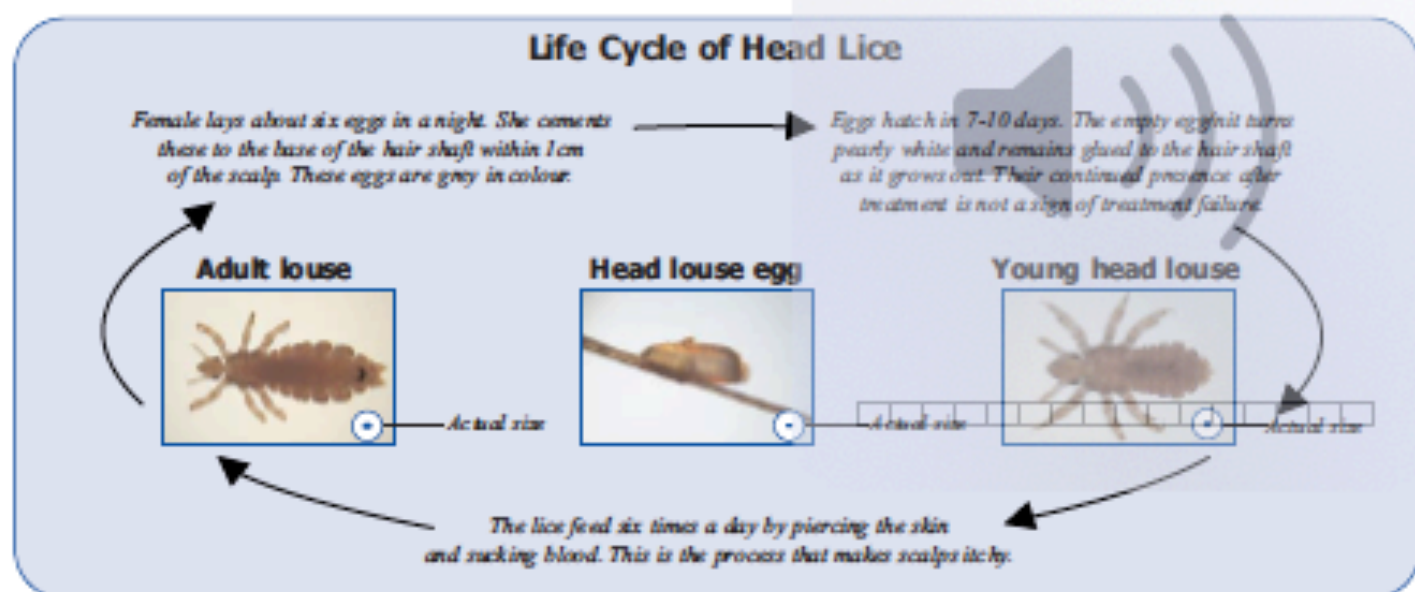 Life Cycle of Head Lice
Female lays about six eggs in a night. She cements
these to the base of the hair shaft within 1cm
of the scalp. These eggs are grey in colour.
Eggs hatch in 7-10 days. The empty egg/nit turns
pearly white and remains glued to the hair shaft
as it grows out. Their continued presence after
treatment is not a sign of treatment failure.
Adult louse
Head louse egg
Young head louse
Actual size
Actual size
Actual size
The lice feed six times a day by piercing the skin
and sucking blood. This is the process that makes scalps itchy.